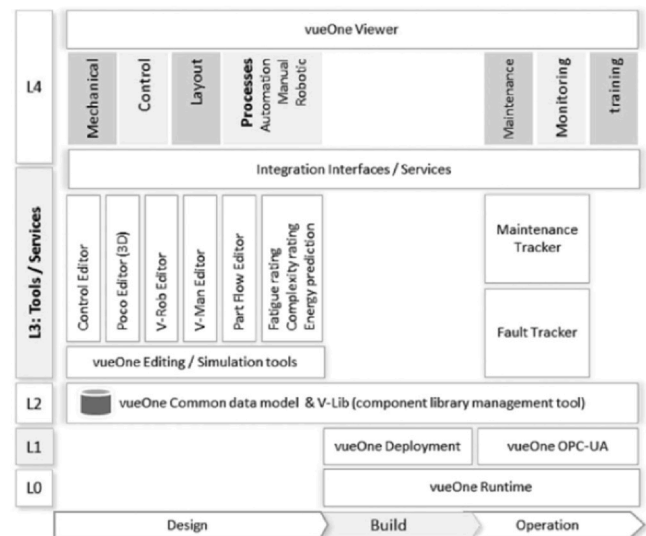 vueOne Viewer
L4
Mechanical
Control
Layout
Processes
Automation
Manual
Robotic
Maintenance
Monitoring
training
Integration Interfaces / Services
L3: Tools / Services
Control Editor
Poco Editor (3D)
V-Rob Editor
V-Man Editor
Part Flow Editor
Fatigue rating
Complexity rating
Energy prediction
Maintenance
Tracker
Fault Tracker
vueOne Editing / Simulation tools
L2
vueOne Common data model & V-Lib (component library management tool)
L1
vueOne Deployment
vueOne OPC-UA
L0
vueOne Runtime
Design
Build
Operation